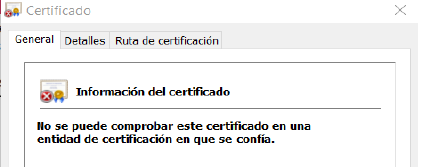 Certificado
General Detalles Ruta de certificación
Información del certificado
No se puede comprobar este certificado en una
entidad de certificación en que se confía.